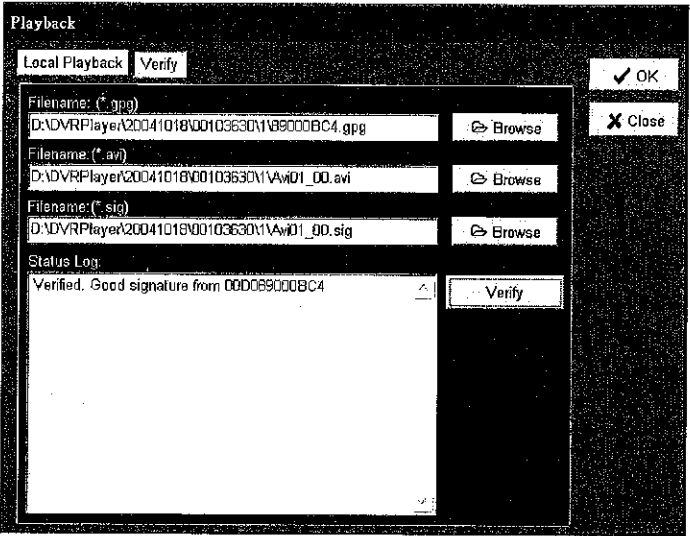 Playback
Local Playback Verify
OK
Close
Filename: (*.gpg)
D:\DVRPlayer\20041018\00103630\1\89000BC4.gpg Browse
Filename:(*.avi)
D:\DVRPlayer\20041018\00103630\1\Avi01_00.avi Browse
Filename:(*.sig)
D:\DVRPlayer\20041018\00103630\1\Avi01_00.sig Browse
Status Log:
Verified. Good signature from 00D089000BC4
Verify